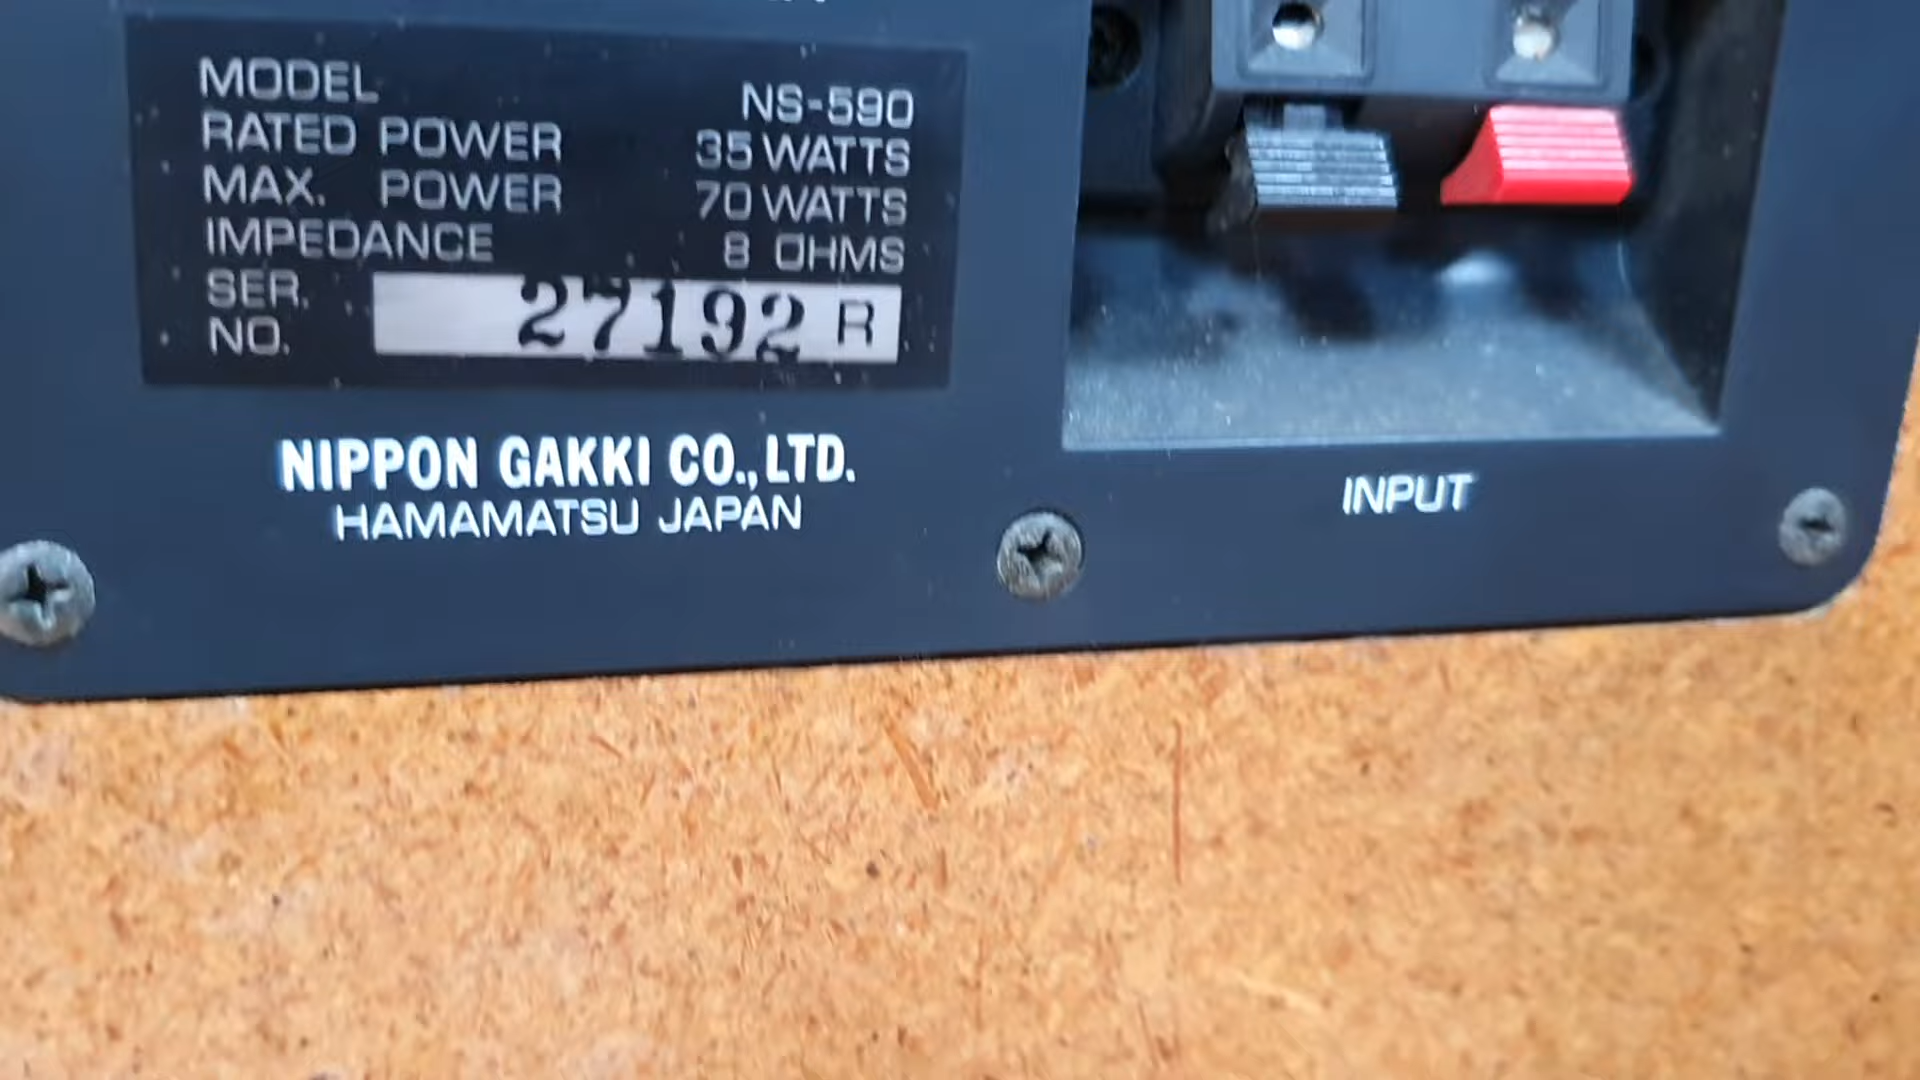 MODEL NS-590
RATED POWER 35 WATTS
MAX. POWER 70 WATTS
IMPEDANCE 8 OHMS
SER.
NO. 27192 R
NIPPON GAKKI CO., LTD.
HAMAMATSU JAPAN
INPUT